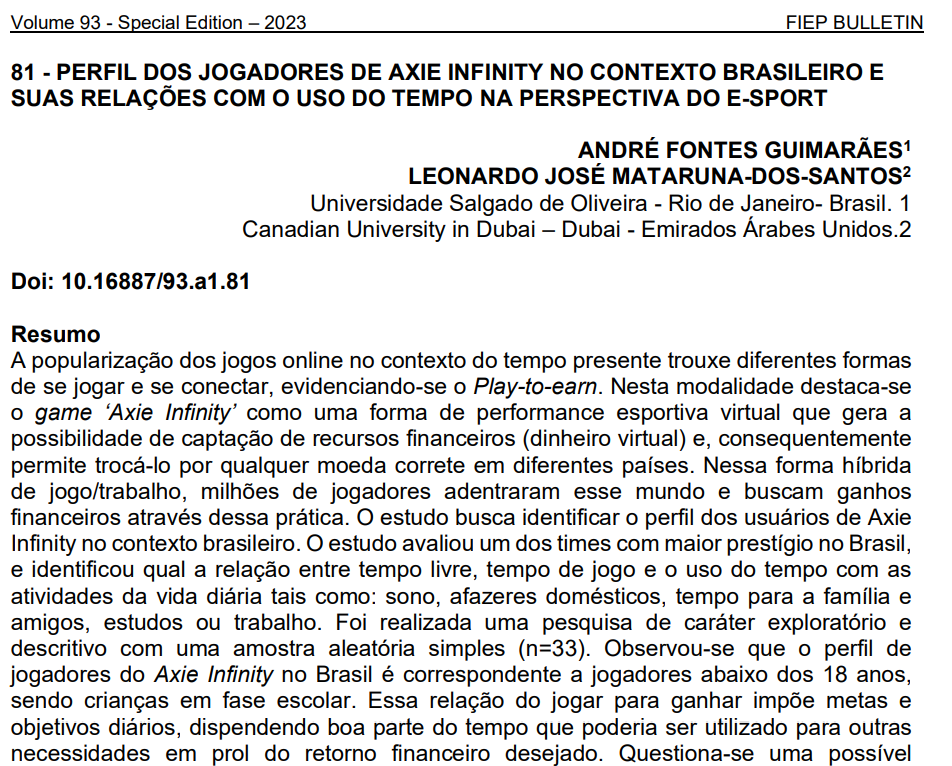 Volume 93 - Special Edition – 2023 FIEP BULLETIN
81 - PERFIL DOS JOGADORES DE AXIE INFINITY NO CONTEXTO BRASILEIRO E
SUAS RELAÇÕES COM O USO DO TEMPO NA PERSPECTIVA DO E-SPORT
ANDRÉ FONTES GUIMARÃES¹
LEONARDO JOSÉ MATARUNA-DOS-SANTOS²
Universidade Salgado de Oliveira - Rio de Janeiro- Brasil. 1
Canadian University in Dubai – Dubai - Emirados Árabes Unidos.2
Doi: 10.16887/93.a1.81
Resumo
A popularização dos jogos online no contexto do tempo presente trouxe diferentes formas
de se jogar e se conectar, evidenciando-se o Play-to-earn. Nesta modalidade destaca-se
o game ‘Axie Infinity’ como uma forma de performance esportiva virtual que gera a
possibilidade de captação de recursos financeiros (dinheiro virtual) e, consequentemente
permite trocá-lo por qualquer moeda correte em diferentes países. Nessa forma híbrida
de jogo/trabalho, milhões de jogadores adentraram esse mundo e buscam ganhos
financeiros através dessa prática. O estudo busca identificar o perfil dos usuários de Axie
Infinity no contexto brasileiro. O estudo avaliou um dos times com maior prestígio no Brasil,
e identificou qual a relação entre tempo livre, tempo de jogo e o uso do tempo com as
atividades da vida diária tais como: sono, afazeres domésticos, tempo para a família e
amigos, estudos ou trabalho. Foi realizada uma pesquisa de caráter exploratório e
descritivo com uma amostra aleatória simples (n=33). Observou-se que o perfil de
jogadores do Axie Infinity no Brasil é correspondente a jogadores abaixo dos 18 anos,
sendo crianças em fase escolar. Essa relação do jogar para ganhar impõe metas e
objetivos diários, dispendendo boa parte do tempo que poderia ser utilizado para outras
necessidades em prol do retorno financeiro desejado. Questiona-se uma possível